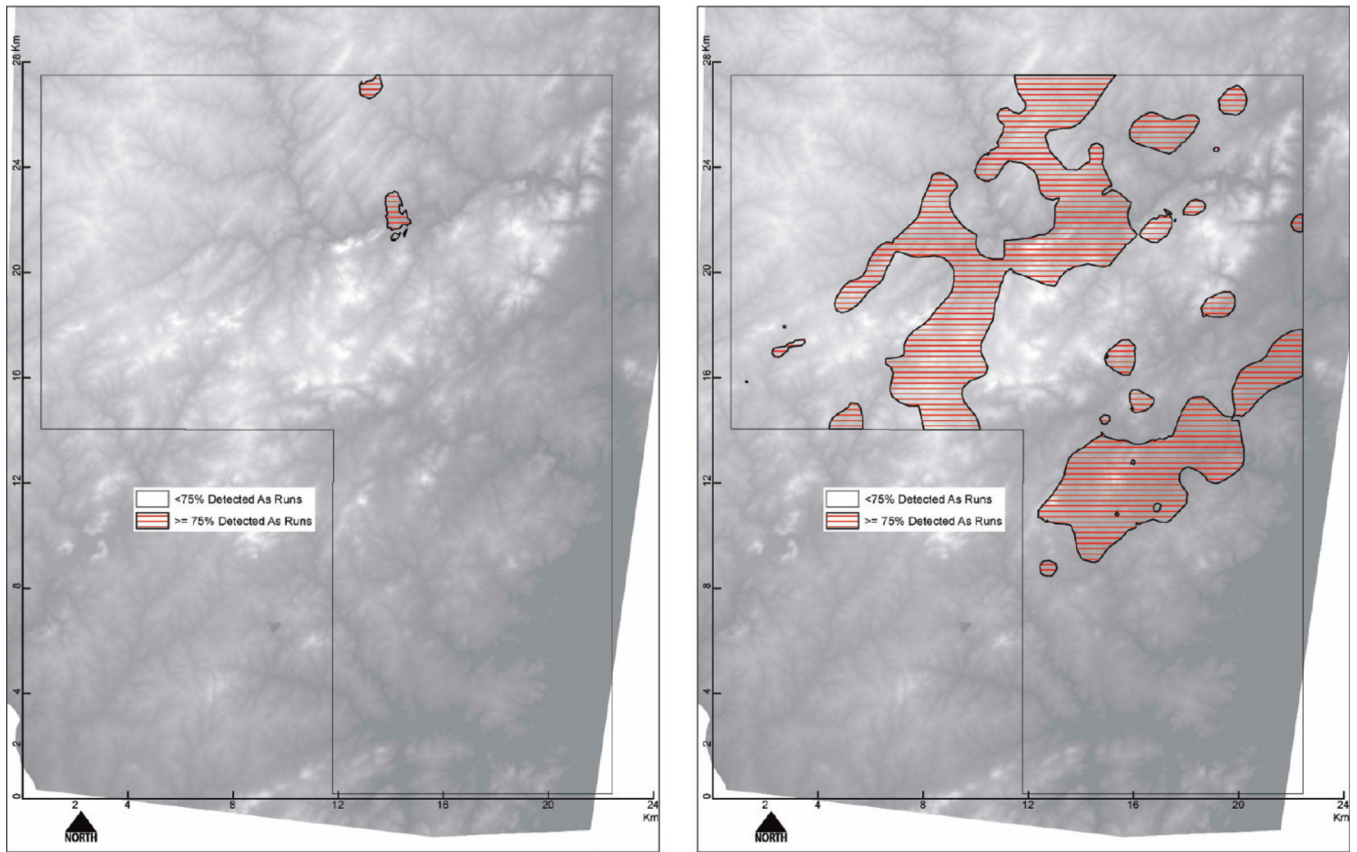 28 Km
24
20
16
12
8
4
2
0
<75% Detected As Runs
>= 75% Detected As Runs
2 4 8 12 16 20 24
Km
NORTH
28 Km
24
20
16
12
8
4
2
0
<75% Detected As Runs
>= 75% Detected As Runs
2 4 8 12 16 20 24
Km
NORTH